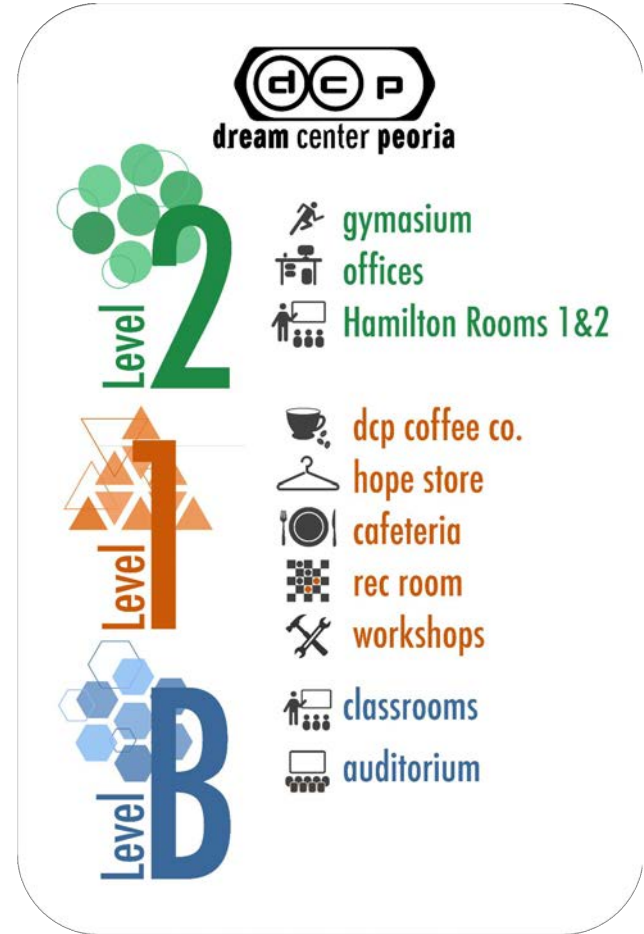 dcp
dream center peoria
Level 2
gymasium
offices
Hamilton Rooms 1&2
Level 1
dcp coffee co.
hope store
cafeteria
rec room
workshops
Level B
classrooms
auditorium